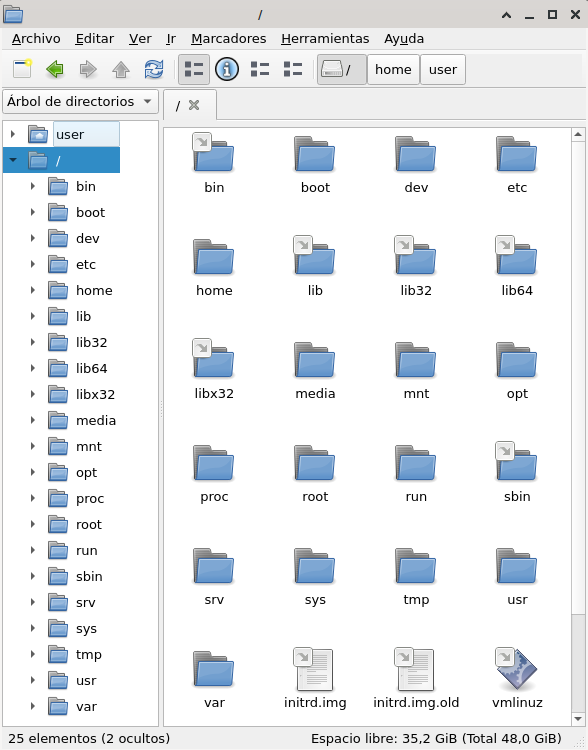 /
Archivo Editar Ver Ir Marcadores Herramientas Ayuda
/ home user
Árbol de directorios
/
user
/
bin
boot
dev
etc
home
lib
lib32
lib64
libx32
media
mnt
opt
proc
root
run
sbin
srv
sys
tmp
usr
var
bin boot dev etc
home lib lib32 lib64
libx32 media mnt opt
proc root run sbin
srv sys tmp usr
var initrd.img initrd.img.old vmlinuz
25 elementos (2 ocultos) Espacio libre: 35,2 GiB (Total 48,0 GiB)